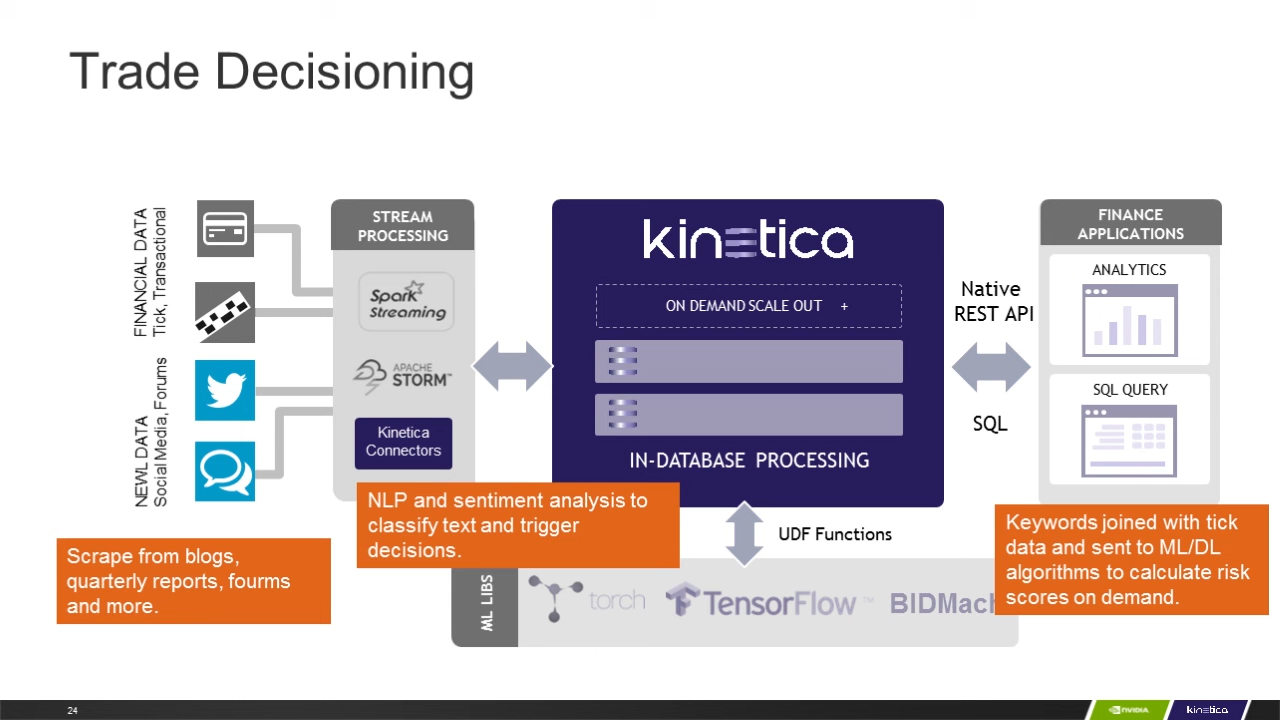 Trade Decisioning
FINANCIAL DATA
Tick, Transactional
NEWL DATA
Social Media, Forums
STREAM
PROCESSING
Spark
Streaming
APACHE
STORM™
Kinetica
Connectors
kinetica
ON DEMAND SCALE OUT +
IN-DATABASE PROCESSING
Native
REST API
SQL
FINANCE
APPLICATIONS
ANALYTICS
SQL QUERY
NLP and sentiment analysis to
classify text and trigger
decisions.
Scrape from blogs,
quarterly reports, fourms
and more.
UDF Functions
Keywords joined with tick
data and sent to ML/DL
algorithms to calculate risk
scores on demand.
ML LIBS
torch
TensorFlow™
BIDMach
24
NVIDIA
kinetica